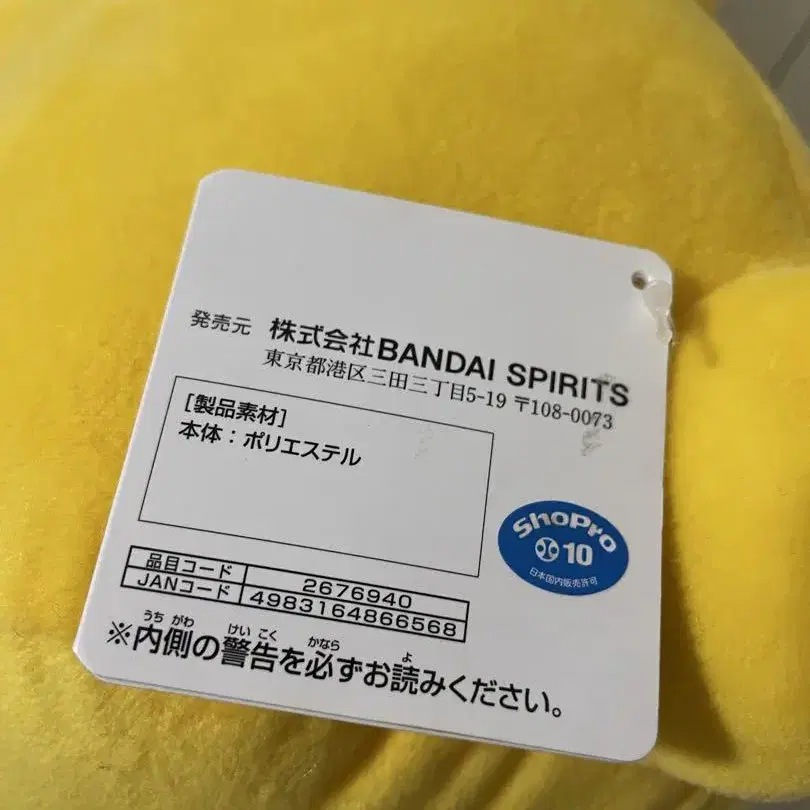 発売元 株式会社BANDAI SPIRITS
東京都港区三田三丁目5-19 〒108-0073
[製品素材]
本体：ポリエステル
ShoPro
10
日本国内販売許可
品目コード 2676940
JANコード 4983164866568
うち がわ けい こく かなら よ
※内側の警告を必ずお読みください。